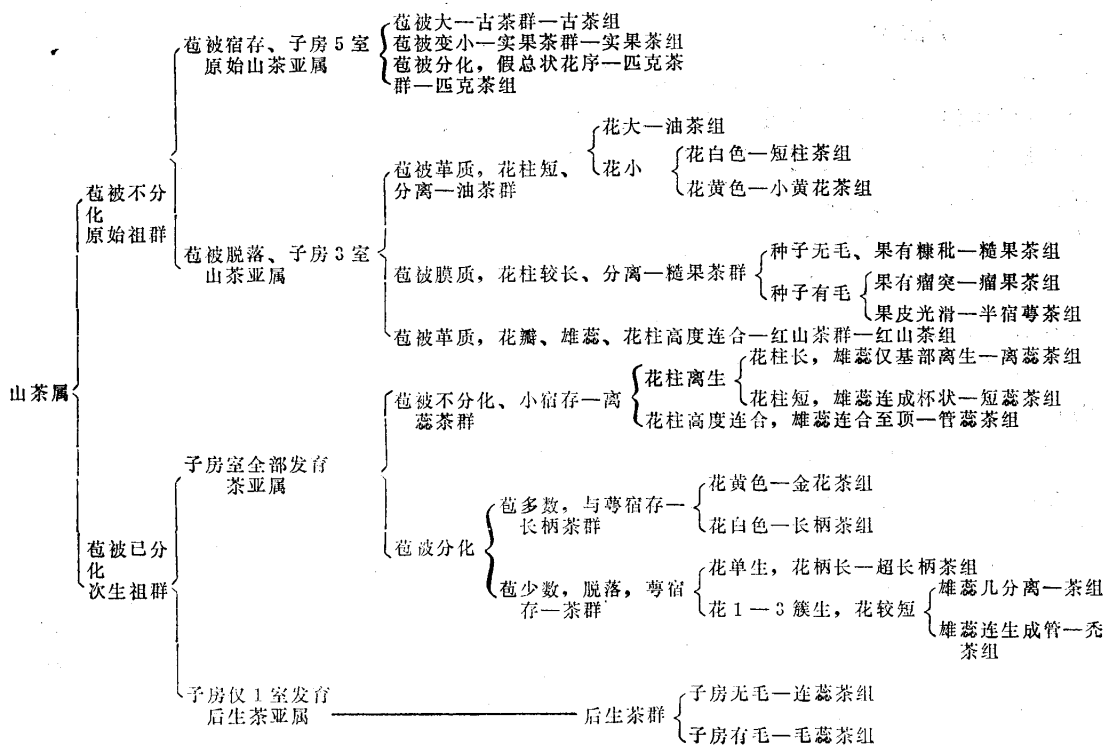 山茶属
苞被不分
化
原始祖群
苞被宿存、子房5室
原始山茶亚属
苞被大—古茶群—古茶组
苞被变小—实果茶群—实果茶组
苞被分化，假总状花序—匹克茶
群—匹克茶组
苞被脱落、子房3室
山茶亚属
苞被革质，花柱短、
分离—油茶群
花大—油茶组
花小
花白色—短柱茶组
花黄色—小黄花茶组
苞被膜质，花柱较长、分离—糙果茶群
种子无毛、果有糠秕—糙果茶组
种子有毛
果有瘤突—瘤果茶组
果皮光滑—半宿萼茶组
苞被革质，花瓣、雄蕊、花柱高度连合—红山茶群—红山茶组
苞被已分
化
次生祖群
子房室全部发育
茶亚属
苞被不分化、小宿存—离
蕊茶群
花柱离生
花柱长，雄蕊仅基部离生—离蕊茶组
花柱短，雄蕊连成杯状—短蕊茶组
花柱高度连合，雄蕊连合至顶—管蕊茶组
苞被分化
苞多数，与萼宿存—
长柄茶群
花黄色—金花茶组
花白色—长柄茶组
苞少数，脱落，萼宿
存—茶群
花单生，花柄长—超长柄茶组
花1—3簇生，花较短
雄蕊几分离—茶组
雄蕊连生成管—秃
茶组
子房仅1室发育
后生茶亚属
后生茶群
子房无毛—连蕊茶组
子房有毛—毛蕊茶组